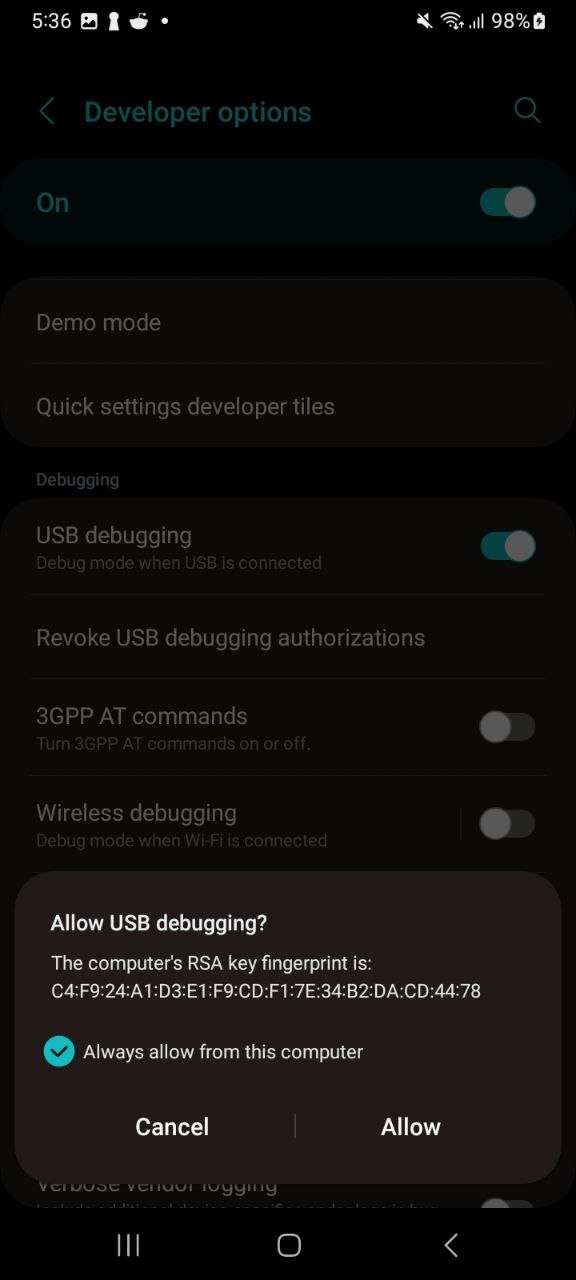 5:36
98%
Developer options
On
Demo mode
Quick settings developer tiles
Debugging
USB debugging
Debug mode when USB is connected
Revoke USB debugging authorizations
3GPP AT commands
Turn 3GPP AT commands on or off.
Wireless debugging
Debug mode when Wi-Fi is connected
Allow USB debugging?
The computer's RSA key fingerprint is:
C4:F9:24:A1:D3:E1:F9:CD:F1:7E:34:B2:DA:CD:44:78
Always allow from this computer
Cancel
Allow
Verbose vendor logging